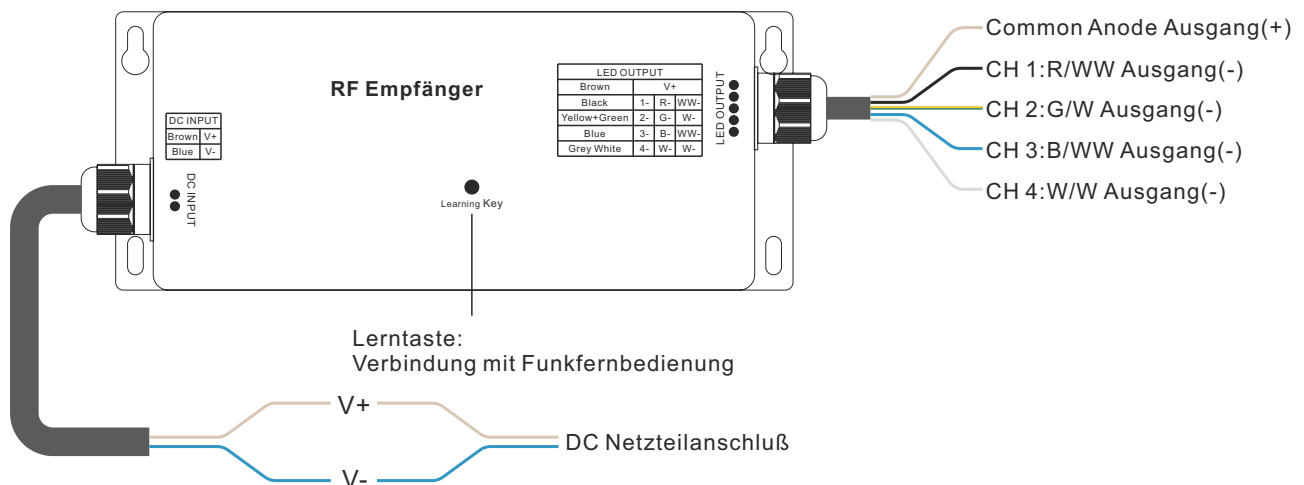 RF Empfänger
DC INPUT
Brown V+
Blue V-
DC INPUT
LED OUTPUT
Brown V+
Black 1- R- WW-
Yellow+Green 2- G- W-
Blue 3- B- WW-
Grey White 4- W- W-
LED OUTPUT
Learning Key
Common Anode Ausgang(+)
CH 1:R/WW Ausgang(-)
CH 2:G/W Ausgang(-)
CH 3:B/WW Ausgang(-)
CH 4:W/W Ausgang(-)
Lerntaste:
Verbindung mit Funkfernbedienung
V+
DC Netzteilanschluß
V-